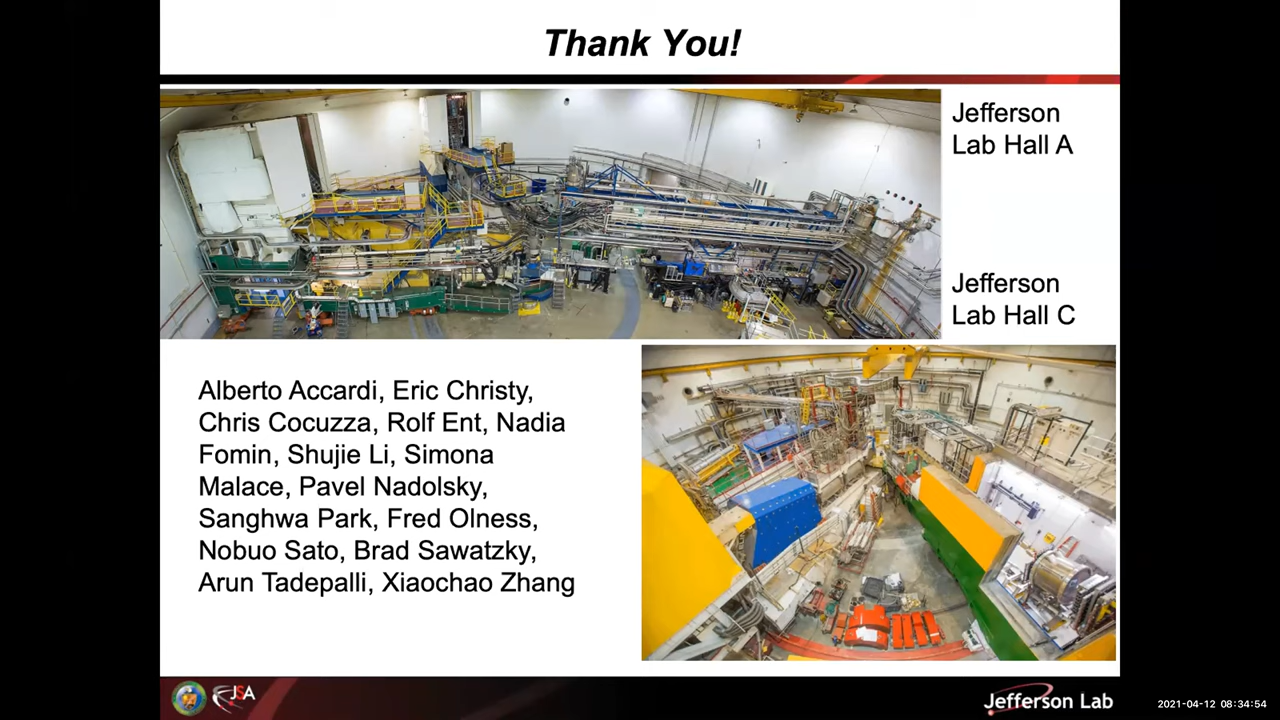 Thank You!
Jefferson
Lab Hall A
Jefferson
Lab Hall C
Alberto Accardi, Eric Christy,
Chris Cocuzza, Rolf Ent, Nadia
Fomin, Shujie Li, Simona
Malace, Pavel Nadolsky,
Sanghwa Park, Fred Olness,
Nobuo Sato, Brad Sawatzky,
Arun Tadepalli, Xiaochao Zhang
JSA
Jefferson Lab
2021-04-12 08:34:54